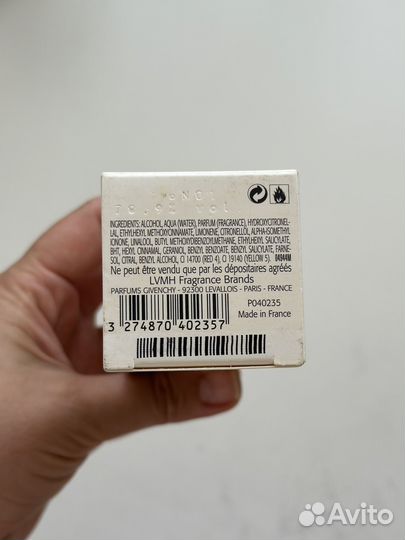 INGREDIENTS: ALCOHOL, AQUA (WATER), PARFUM (FRAGRANCE), HYDROXYCITRONEL-
LAL, ETHYLHEXYL METHOXYCINNAMATE, LIMONENE, CITRONELLOL, ALPHA-ISOMETHYL
IONONE, LINALOOL, BUTYL METHOXYDIBENZOYLMETHANE, ETHYLHEXYL SALICYLATE,
BHT, HEXYL CINNAMAL, GERANIOL, BENZYL BENZOATE, BENZYL SALICYLATE, FARNE-
SOL, CITRAL, BENZYL ALCOHOL, CI 14700 (RED 4), CI 19140 (YELLOW 5). 04944M
Ne peut être vendu que par les dépositaires agréés
LVMH Fragrance Brands
PARFUMS GIVENCHY - 92300 LEVALLOIS - PARIS - FRANCE
P040235
Made in France
3 274870 402357
Avito